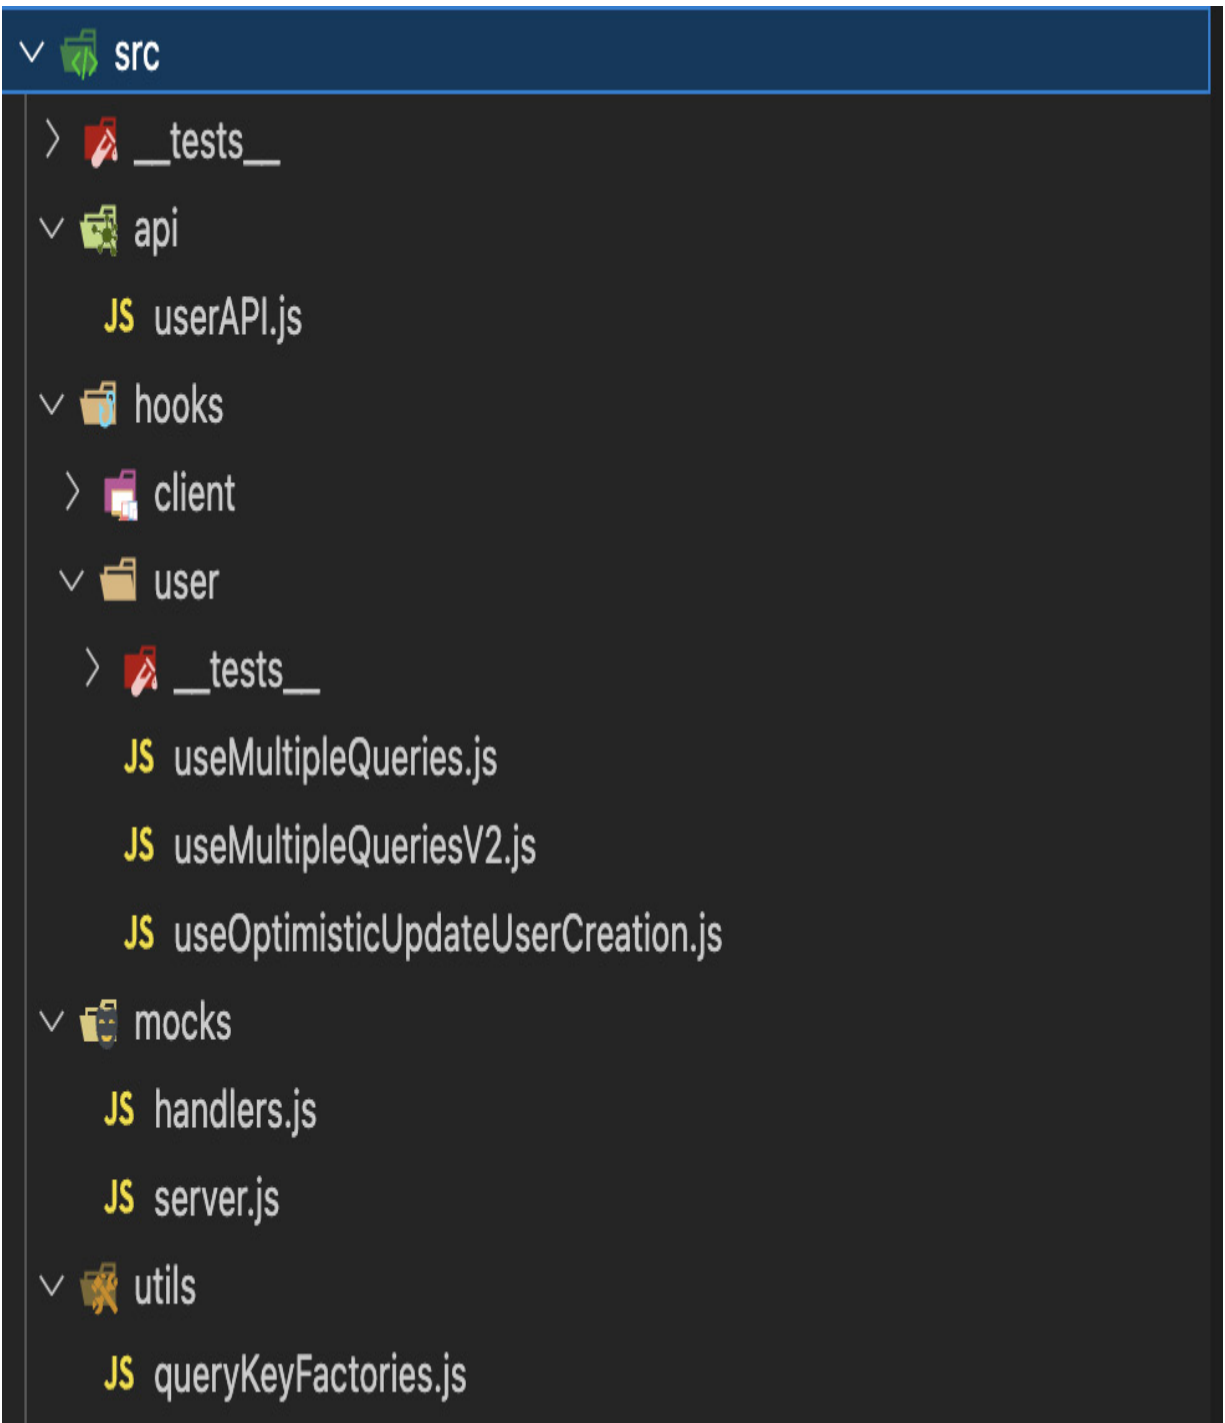 src
__tests__
api
JS userAPI.js
hooks
client
user
__tests__
JS useMultipleQueries.js
JS useMultipleQueriesV2.js
JS useOptimisticUpdateUserCreation.js
mocks
JS handlers.js
JS server.js
utils
JS queryKeyFactories.js